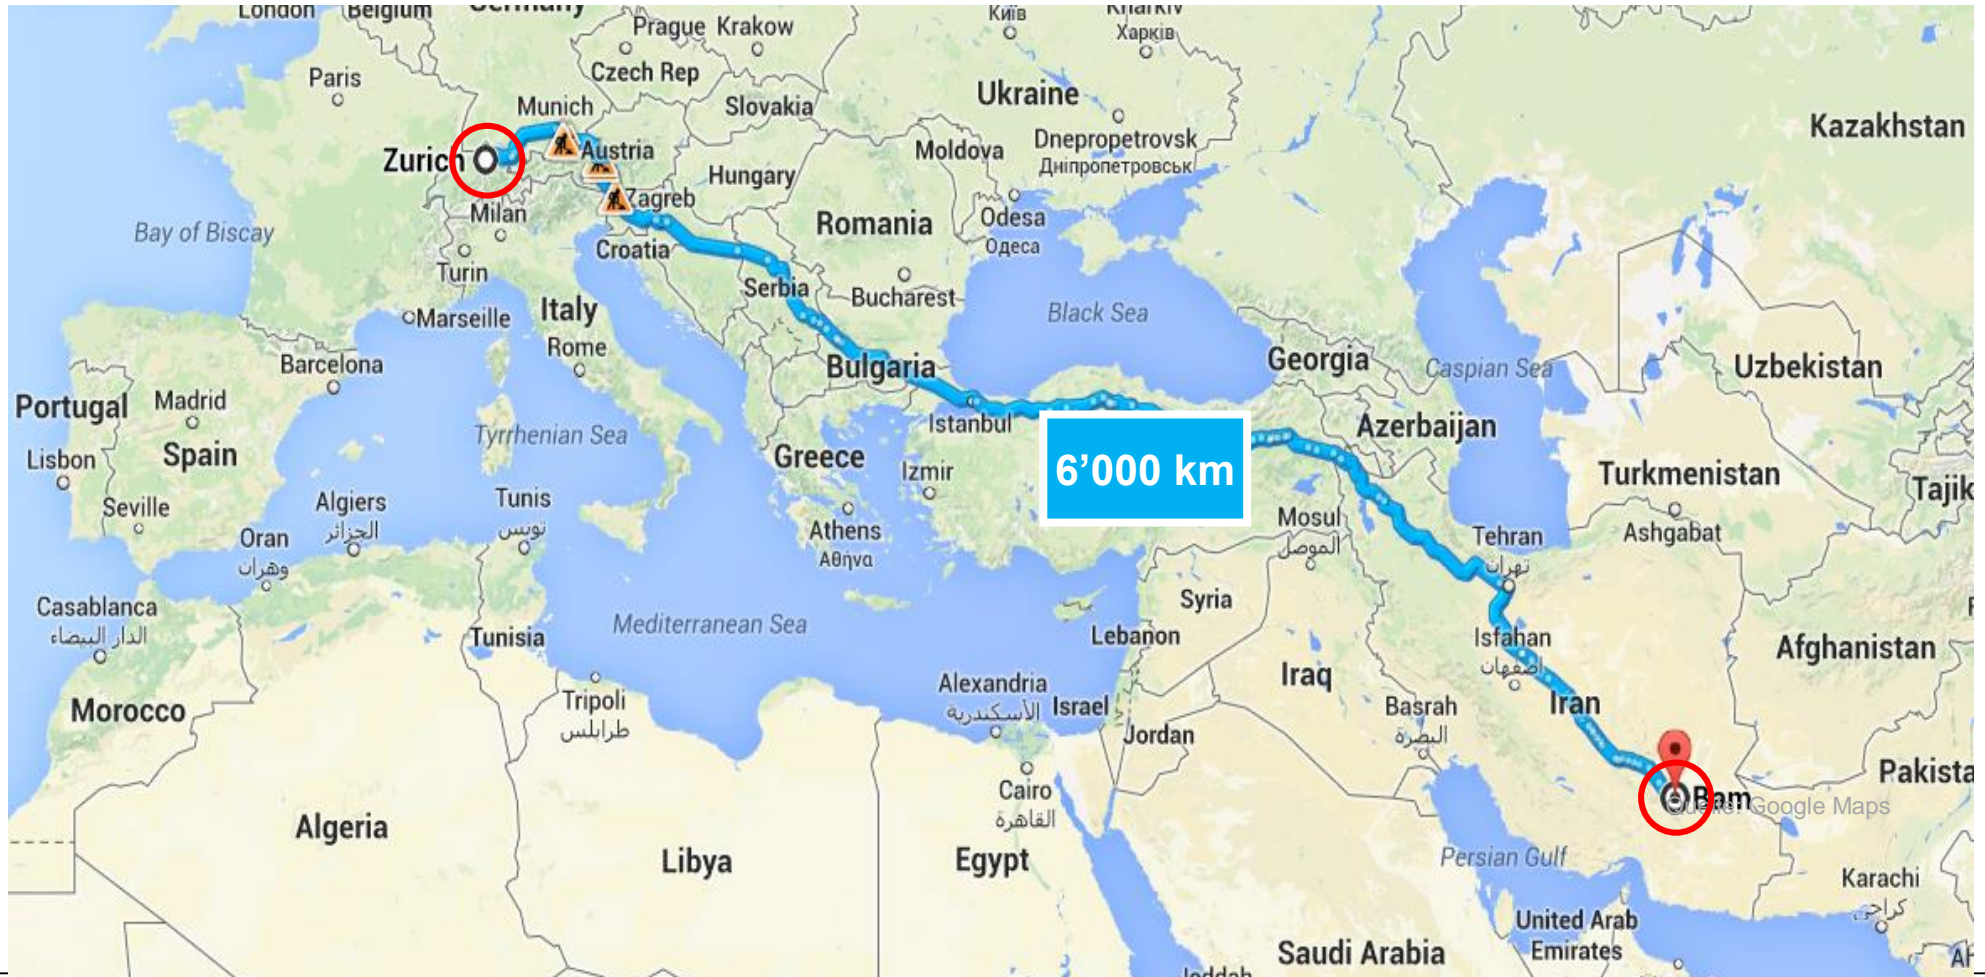 London
Belgium
Germany
Київ
Kharkiv
Харків
Prague
Krakow
Paris
Czech Rep
Munich
Slovakia
Ukraine
Kazakhstan
Dnepropetrovsk
Дніпропетровськ
Zurich
Austria
Moldova
Hungary
Zagreb
Milan
Romania
Odesa
Одеса
Bay of Biscay
Croatia
Turin
Serbia
Bucharest
Black Sea
Marseille
Italy
Rome
Barcelona
Bulgaria
Georgia
Caspian Sea
Uzbekistan
Portugal
Madrid
Istanbul
Azerbaijan
Tyrrhenian Sea
Lisbon
Spain
Greece
Izmir
6’000 km
Turkmenistan
Tajik
Seville
Algiers
الجزائر
Tunis
تونس
Athens
Αθήνα
Mosul
الموصل
Tehran
تهران
Ashgabat
Oran
وهران
Casablanca
الدار البيضاء
Mediterranean Sea
Syria
Lebanon
Tunisia
Isfahan
اصفهان
Afghanistan
Iraq
Alexandria
الأسكندرية
Israel
Morocco
Tripoli
طرابلس
Iran
Basrah
البصرة
Jordan
Pakista
Cairo
القاهرة
Bam
Quelle: Google Maps
Algeria
Libya
Egypt
Persian Gulf
Karachi
كراچی
United Arab
Emirates
Saudi Arabia
Jeddah